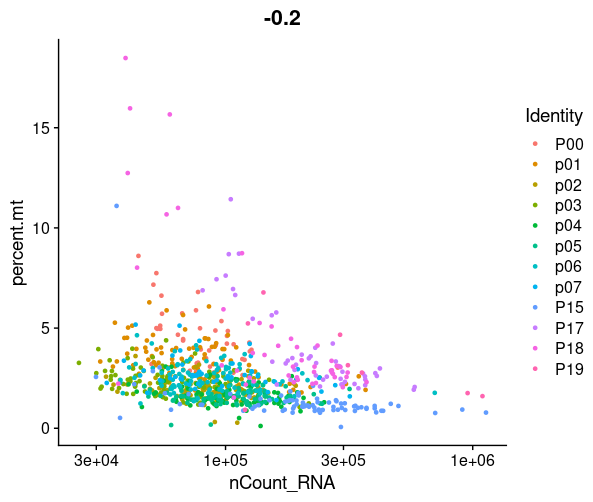 -0.2
percent.mt
15
10
5
0
3e+04 1e+05 3e+05 1e+06
nCount_RNA
Identity
P00
p01
p02
p03
p04
p05
p06
p07
P15
P17
P18
P19